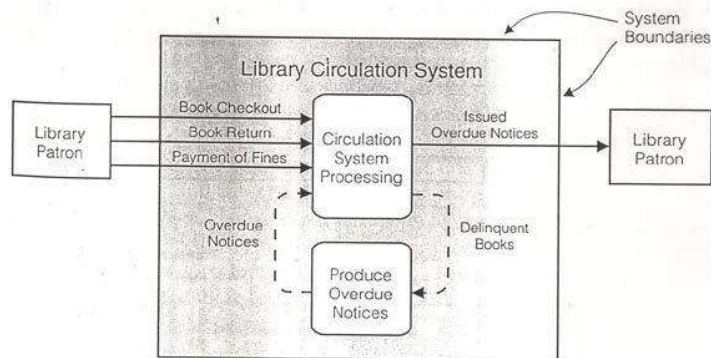 System
Boundaries
Library Circulation System
Library
Patron
Book Checkout
Book Return
Payment of Fines
Circulation
System
Processing
Issued
Overdue Notices
Library
Patron
Overdue
Notices
Delinquent
Books
Produce
Overdue
Notices